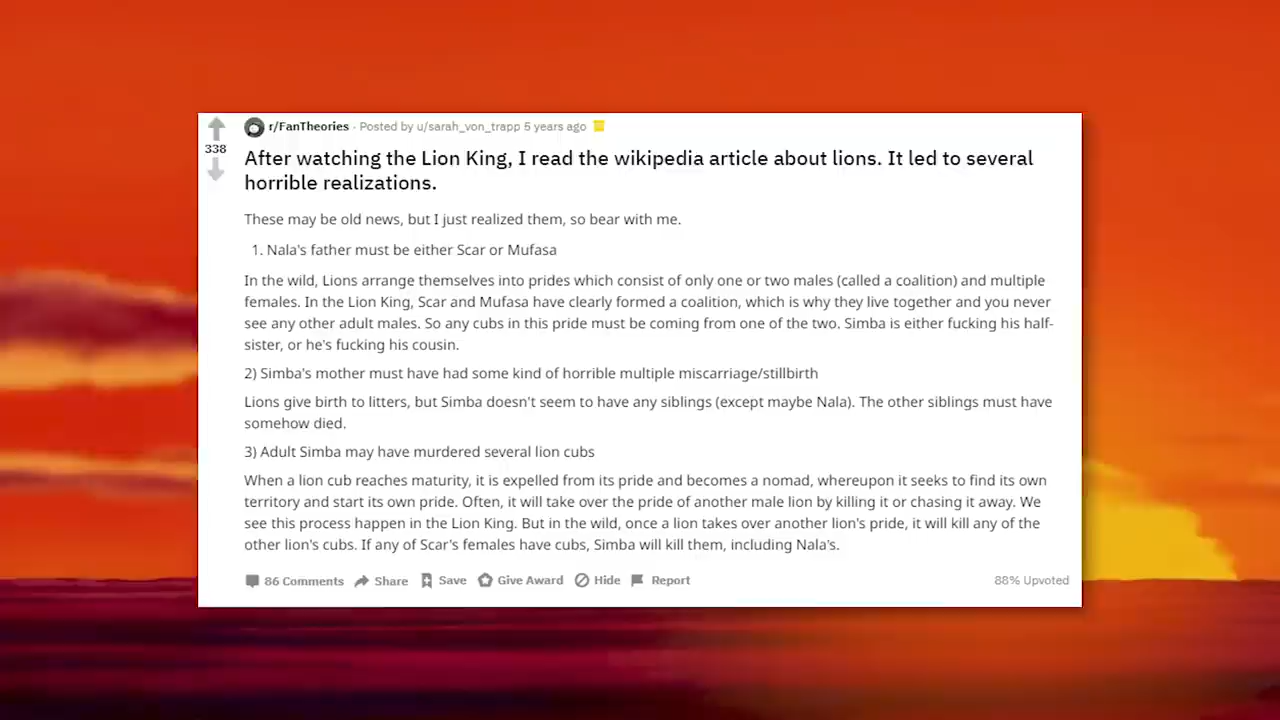 r/FanTheories · Posted by u/sarah_von_trapp 5 years ago
338
After watching the Lion King, I read the wikipedia article about lions. It led to several
horrible realizations.
These may be old news, but I just realized them, so bear with me.
1. Nala's father must be either Scar or Mufasa
In the wild, Lions arrange themselves into prides which consist of only one or two males (called a coalition) and multiple
females. In the Lion King, Scar and Mufasa have clearly formed a coalition, which is why they live together and you never
see any other adult males. So any cubs in this pride must be coming from one of the two. Simba is either fucking his half-
sister, or he's fucking his cousin.
2) Simba's mother must have had some kind of horrible multiple miscarriage/stillbirth
Lions give birth to litters, but Simba doesn't seem to have any siblings (except maybe Nala). The other siblings must have
somehow died.
3) Adult Simba may have murdered several lion cubs
When a lion cub reaches maturity, it is expelled from its pride and becomes a nomad, whereupon it seeks to find its own
territory and start its own pride. Often, it will take over the pride of another male lion by killing it or chasing it away. We
see this process happen in the Lion King. But in the wild, once a lion takes over another lion's pride, it will kill any of the
other lion's cubs. If any of Scar's females have cubs, Simba will kill them, including Nala's.
86 Comments Share Save Give Award Hide Report 88% Upvoted